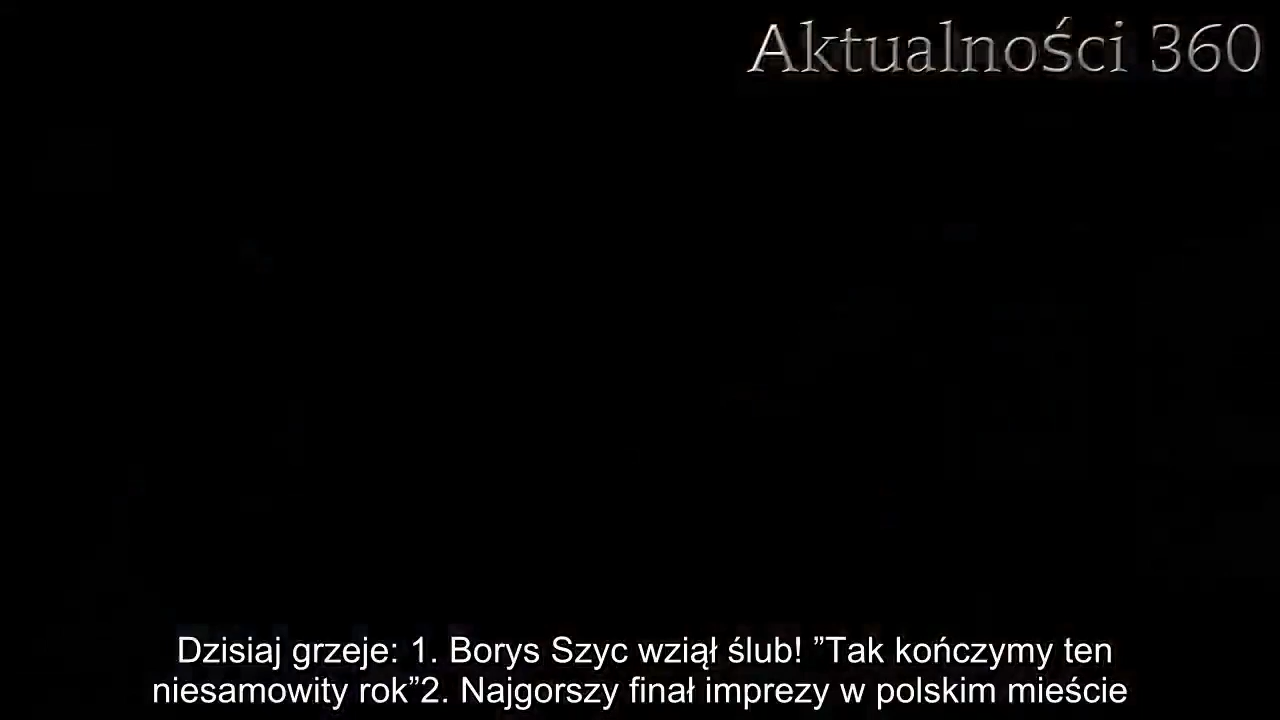 Aktualności 360
Dzisiaj grzeje: 1. Borys Szyc wziął ślub! ”Tak kończymy ten
niesamowity rok”2. Najgorszy finał imprezy w polskim mieście